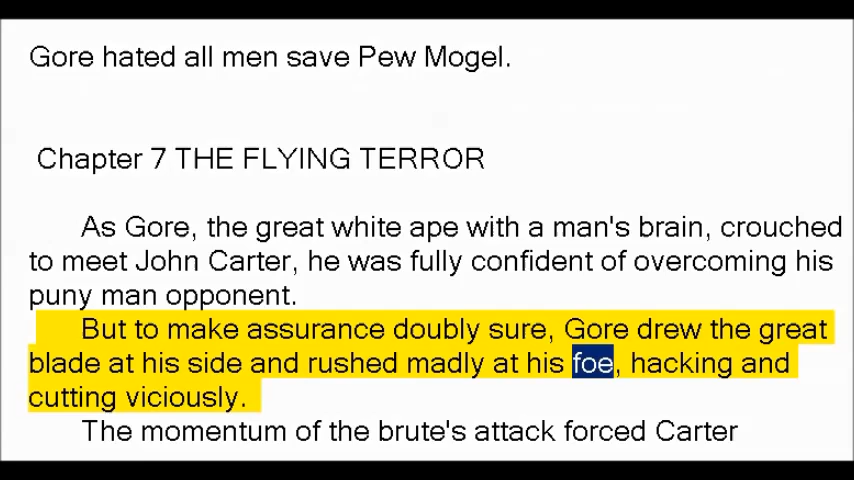 Gore hated all men save Pew Mogel.
Chapter 7 THE FLYING TERROR
As Gore, the great white ape with a man's brain, crouched
to meet John Carter, he was fully confident of overcoming his
puny man opponent.
But to make assurance doubly sure, Gore drew the great
blade at his side and rushed madly at his foe, hacking and
cutting viciously.
The momentum of the brute's attack forced Carter